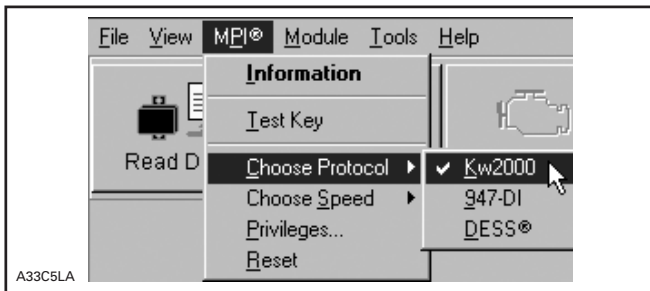 File View MPI® Module Tools Help
Information
Test Key
Read D
Choose Protocol
Kw2000
Choose Speed
947-DI
Privileges...
DESS®
Reset
A33C5LA